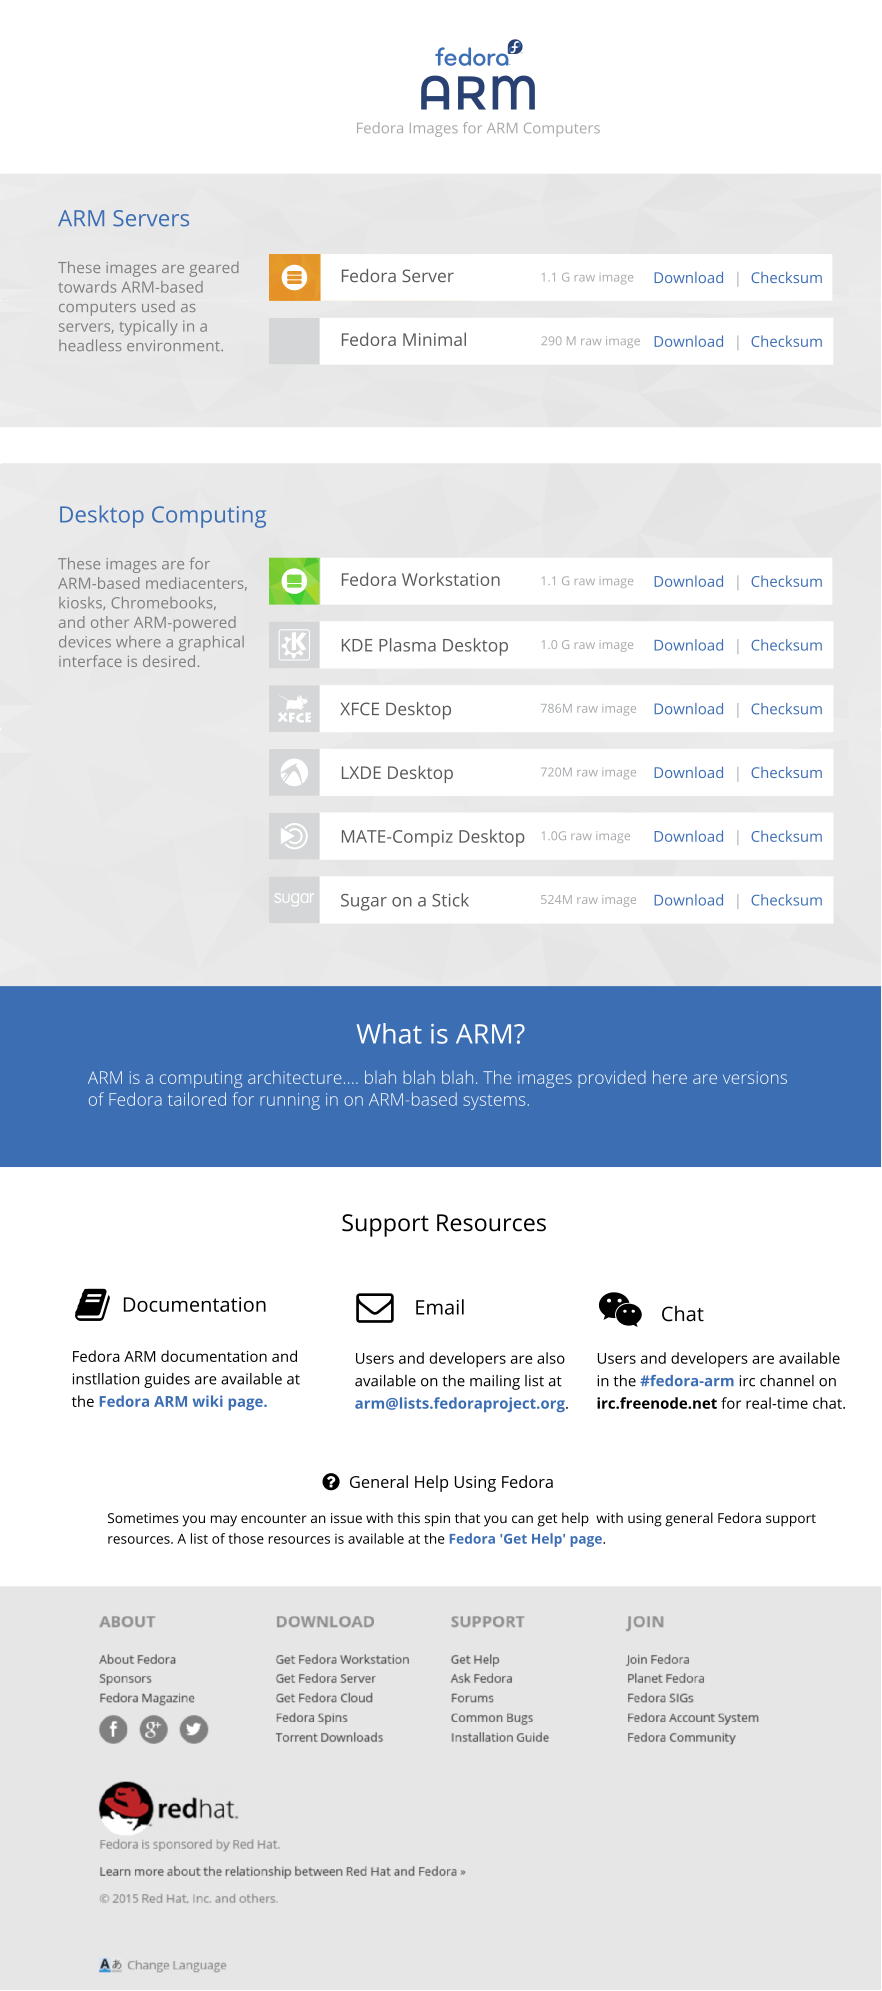 fedora
ARM
Fedora Images for ARM Computers
ARM Servers
These images are geared
towards ARM-based
computers used as
servers, typically in a
headless environment.
Fedora Server 1.1 G raw image Download | Checksum
Fedora Minimal 290 M raw image Download | Checksum
Desktop Computing
These images are for
ARM-based mediacenters,
kiosks, Chromebooks,
and other ARM-powered
devices where a graphical
interface is desired.
Fedora Workstation 1.1 G raw image Download | Checksum
KDE Plasma Desktop 1.0 G raw image Download | Checksum
XFCE XFCE Desktop 786M raw image Download | Checksum
LXDE Desktop 720M raw image Download | Checksum
MATE-Compiz Desktop 1.0G raw image Download | Checksum
sugar Sugar on a Stick 524M raw image Download | Checksum
What is ARM?
ARM is a computing architecture.... blah blah blah. The images provided here are versions
of Fedora tailored for running in on ARM-based systems.
Support Resources
Documentation
Fedora ARM documentation and
instllation guides are available at
the Fedora ARM wiki page.
Email
Users and developers are also
available on the mailing list at
arm@lists.fedoraproject.org.
Chat
Users and developers are available
in the #fedora-arm irc channel on
irc.freenode.net for real-time chat.
General Help Using Fedora
Sometimes you may encounter an issue with this spin that you can get help  with using general Fedora support
resources. A list of those resources is available at the Fedora 'Get Help' page.
ABOUT
About Fedora
Sponsors
Fedora Magazine
DOWNLOAD
Get Fedora Workstation
Get Fedora Server
Get Fedora Cloud
Fedora Spins
Torrent Downloads
SUPPORT
Get Help
Ask Fedora
Forums
Common Bugs
Installation Guide
JOIN
Join Fedora
Planet Fedora
Fedora SIGs
Fedora Account System
Fedora Community
redhat.
Fedora is sponsored by Red Hat.
Learn more about the relationship between Red Hat and Fedora »
© 2015 Red Hat, Inc. and others.
Aあ Change Language